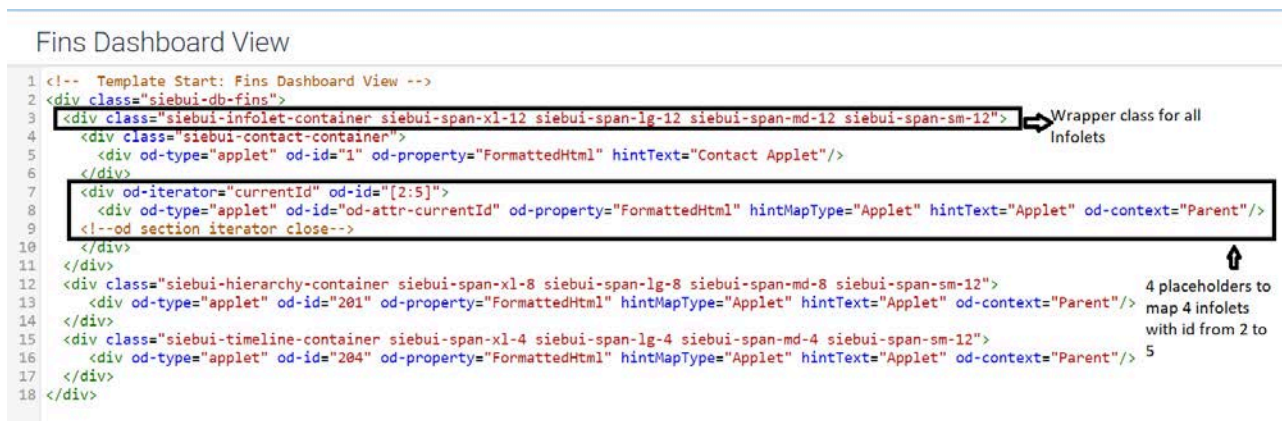 Fins Dashboard View
1 <!-- Template Start: Fins Dashboard View -->
2 <div class="siebui-db-fins">
3 <div class="siebui-infolet-container siebui-span-xl-12 siebui-span-lg-12 siebui-span-md-12 siebui-span-sm-12">
Wrapper class for all
Infolets
4 <div class="siebui-contact-container">
5 <div od-type="applet" od-id="1" od-property="FormattedHtml" hintText="Contact Applet"/>
6 </div>
7 <div od-iterator="currentId" od-id="[2:5]">
8 <div od-type="applet" od-id="od-attr-currentId" od-property="FormattedHtml" hintMapType="Applet" hintText="Applet" od-context="Parent"/>
9 <!--od section iterator close-->
10 </div>
11 </div>
12 <div class="siebui-hierarchy-container siebui-span-xl-8 siebui-span-lg-8 siebui-span-md-8 siebui-span-sm-12">
13 <div od-type="applet" od-id="201" od-property="FormattedHtml" hintMapType="Applet" hintText="Applet" od-context="Parent"/>
14 </div>
15 <div class="siebui-timeline-container siebui-span-xl-4 siebui-span-lg-4 siebui-span-md-4 siebui-span-sm-12">
16 <div od-type="applet" od-id="204" od-property="FormattedHtml" hintMapType="Applet" hintText="Applet" od-context="Parent"/>
17 </div>
18 </div>
4 placeholders to
map 4 infolets
with id from 2 to
5